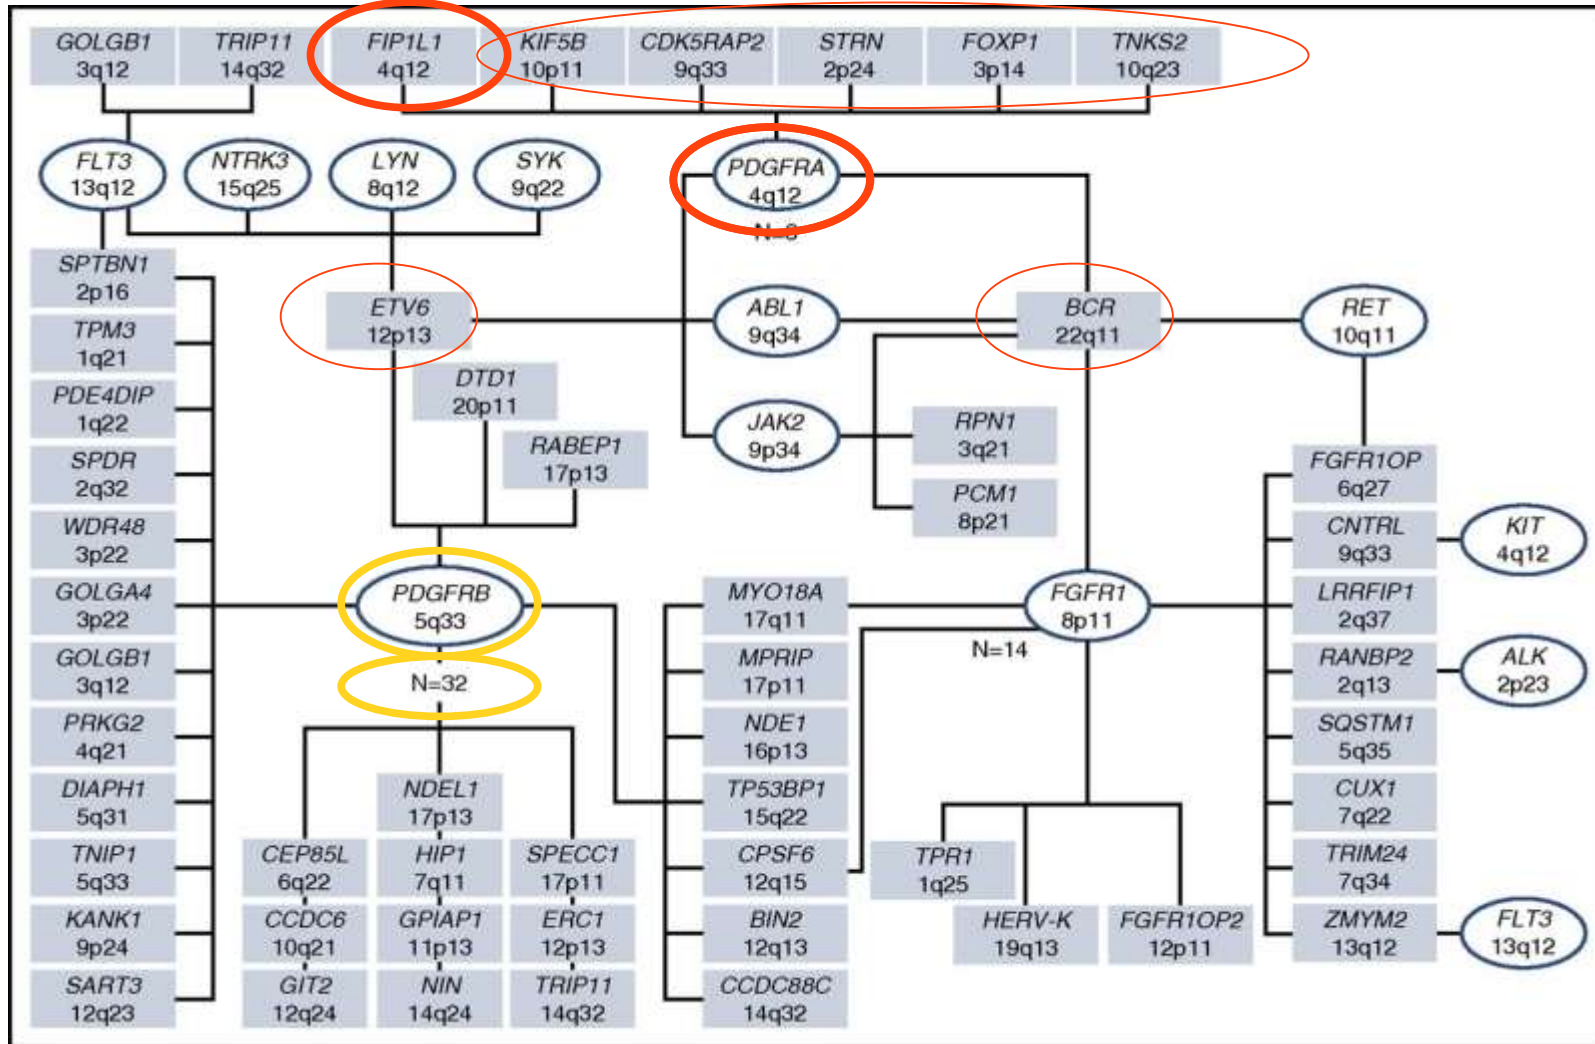 GOLGB1
3q12
TRIP11
14q32
FIP1L1
4q12
KIF5B
10p11
CDK5RAP2
9q33
STRN
2p24
FOXP1
3p14
TNKS2
10q23
FLT3
13q12
NTRK3
15q25
LYN
8q12
SYK
9q22
PDGFRA
4q12
N=8
SPTBN1
2p16
TPM3
1q21
PDE4DIP
1q22
SPDR
2q32
WDR48
3p22
GOLGA4
3p22
GOLGB1
3q12
PRKG2
4q21
DIAPH1
5q31
TNIP1
5q33
KANK1
9p24
SART3
12q23
ETV6
12p13
DTD1
20p11
RABEP1
17p13
ABL1
9q34
JAK2
9p34
BCR
22q11
RET
10q11
RPN1
3q21
PCM1
8p21
PDGFRB
5q33
N=32
NDEL1
17p13
CEP85L
6q22
HIP1
7q11
SPECC1
17p11
CCDC6
10q21
GPIAP1
11p13
ERC1
12p13
GIT2
12q24
NIN
14q24
TRIP11
14q32
MYO18A
17q11
MPRIP
17p11
NDE1
16p13
TP53BP1
15q22
CPSF6
12q15
BIN2
12q13
CCDC88C
14q32
FGFR1
8p11
N=14
TPR1
1q25
HERV-K
19q13
FGFR1OP2
12p11
FGFR1OP
6q27
CNTRL
9q33
KIT
4q12
LRRFIP1
2q37
RANBP2
2q13
ALK
2p23
SQSTM1
5q35
CUX1
7q22
TRIM24
7q34
ZMYM2
13q12
FLT3
13q12